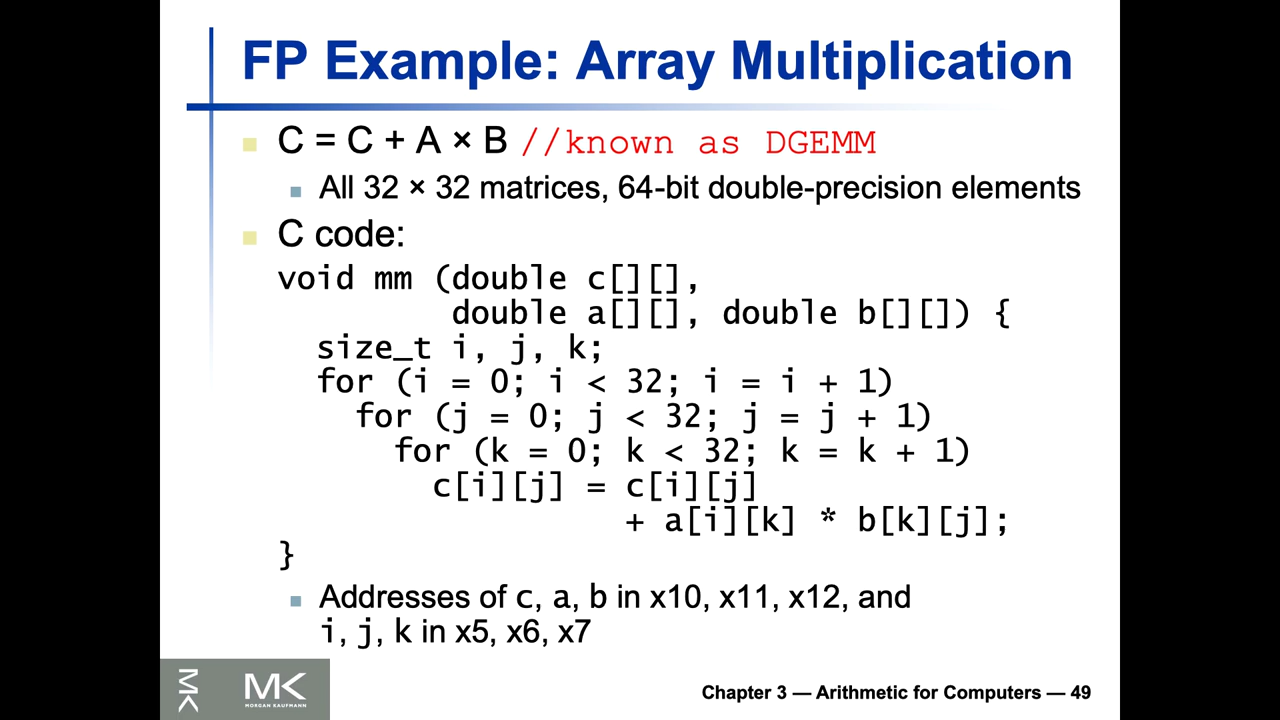 FP Example: Array Multiplication
C = C + A × B //known as DGEMM
All 32 × 32 matrices, 64-bit double-precision elements
C code:
void mm (double c[][],
double a[][], double b[][]) {
size_t i, j, k;
for (i = 0; i < 32; i = i + 1)
for (j = 0; j < 32; j = j + 1)
for (k = 0; k < 32; k = k + 1)
c[i][j] = c[i][j]
+ a[i][k] * b[k][j];
}
Addresses of c, a, b in x10, x11, x12, and
i, j, k in x5, x6, x7
MK
MK
MORGAN KAUFMANN
Chapter 3 — Arithmetic for Computers — 49